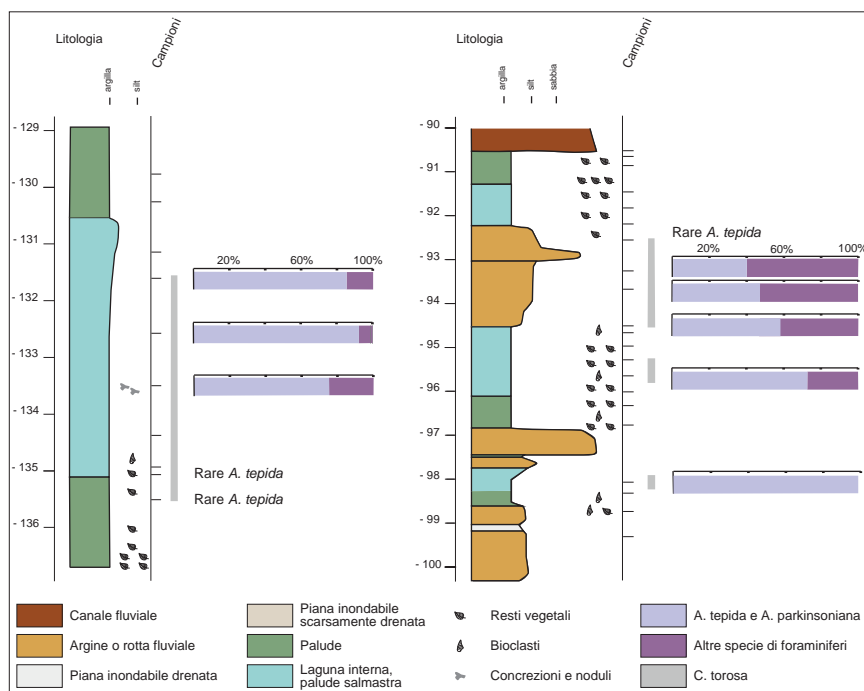 Litologia
Campioni
argilla
silt
- 129
- 130
- 131
- 132
- 133
- 134
- 135
- 136
20% 60% 100%
Rare A. tepida
Rare A. tepida
Litologia
Campioni
argilla
silt
sabbia
- 90
- 91
- 92
- 93
- 94
- 95
- 96
- 97
- 98
- 99
- 100
Rare A. tepida
20% 60% 100%
Canale fluviale
Argine o rotta fluviale
Piana inondabile drenata
Piana inondabile
scarsamente drenata
Palude
Laguna interna,
palude salmastra
Resti vegetali
Bioclasti
Concrezioni e noduli
A. tepida e A. parkinsoniana
Altre specie di foraminiferi
C. torosa